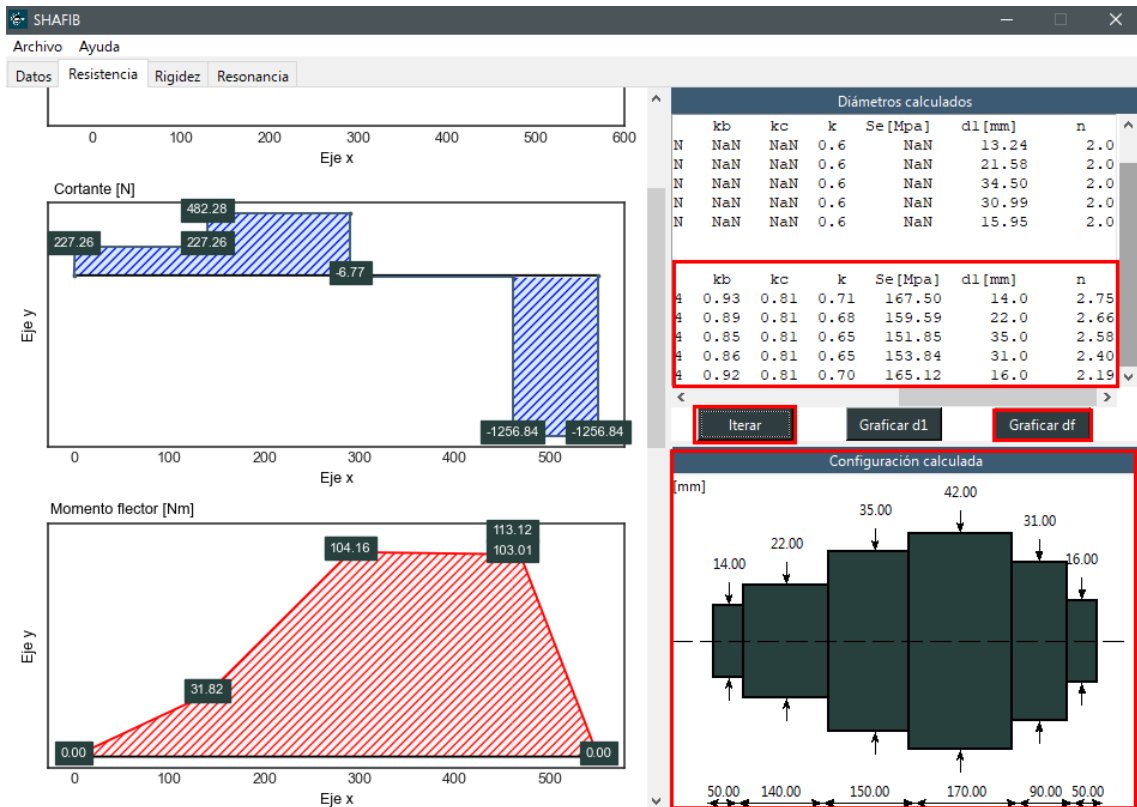 SHAFIB
Archivo Ayuda
Datos Resistencia Rigidez Resonancia
0 100 200 300 400 500 600
Eje x
Cortante [N]
482.28
227.26 227.26
-6.77
-1256.84 -1256.84
Eje y
0 100 200 300 400 500
Eje x
Momento flector [Nm]
113.12
104.16 103.01
31.82
0.00 0.00
Eje y
0 100 200 300 400 500
Eje x
Diámetros calculados
kb kc k Se[Mpa] d1[mm] n
N NaN NaN 0.6 NaN 13.24 2.0
N NaN NaN 0.6 NaN 21.58 2.0
N NaN NaN 0.6 NaN 34.50 2.0
N NaN NaN 0.6 NaN 30.99 2.0
N NaN NaN 0.6 NaN 15.95 2.0
kb kc k Se[Mpa] d1[mm] n
4 0.93 0.81 0.71 167.50 14.0 2.75
4 0.89 0.81 0.68 159.59 22.0 2.66
4 0.85 0.81 0.65 151.85 35.0 2.58
4 0.86 0.81 0.65 153.84 31.0 2.40
4 0.92 0.81 0.70 165.12 16.0 2.19
Iterar Graficar d1 Graficar df
Configuración calculada
[mm]
42.00
35.00
31.00
22.00
14.00 16.00
50.00 140.00 150.00 170.00 90.00 50.00